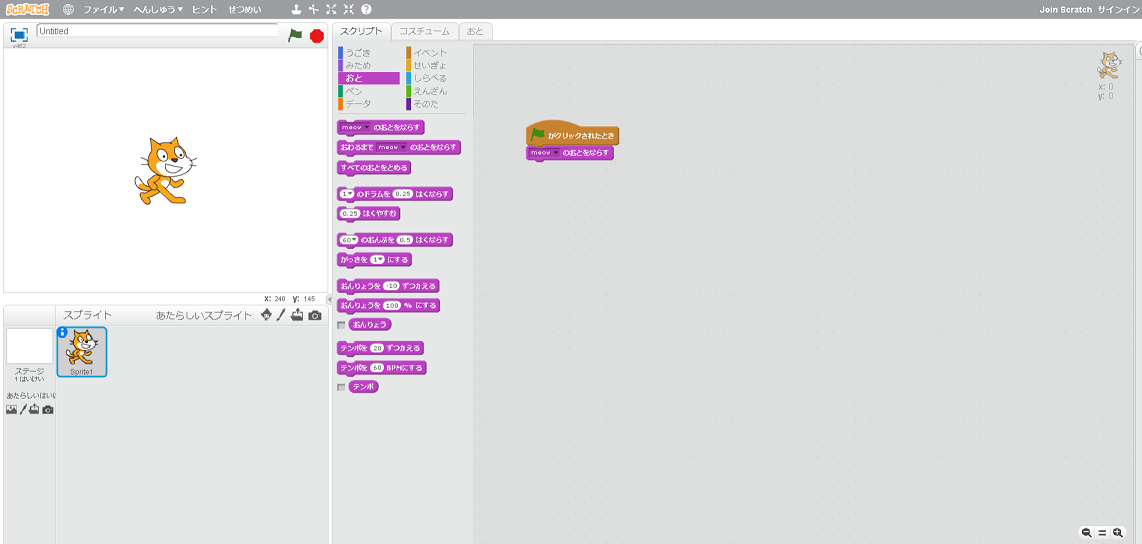 SCRATCH ファイル▼ へんしゅう▼ ヒント せつめい Join Scratch サインイン
Untitled
v462
スクリプト コスチューム おと
うごき イベント
みため せいぎょ
おと しらべる
ペン えんざん
データ そのた
meow のおとをならす
おわるまで meow のおとをならす
すべてのおとをとめる
1 のドラムを 0.25 はくならす
0.25 はくやすむ
60 のおんぷを 0.5 はくならす
がっきを 1 にする
おんりょうを -10 ずつかえる
おんりょうを 100 % にする
おんりょう
テンポを 20 ずつかえる
テンポを 60 BPMにする
テンポ
がクリックされたとき
meow のおとをならす
x: 0
y: 0
x: 240 y: 145
スプライト あたらしいスプライト:
ステージ
1 はいけい
あたらしいはいけ
Sprite1